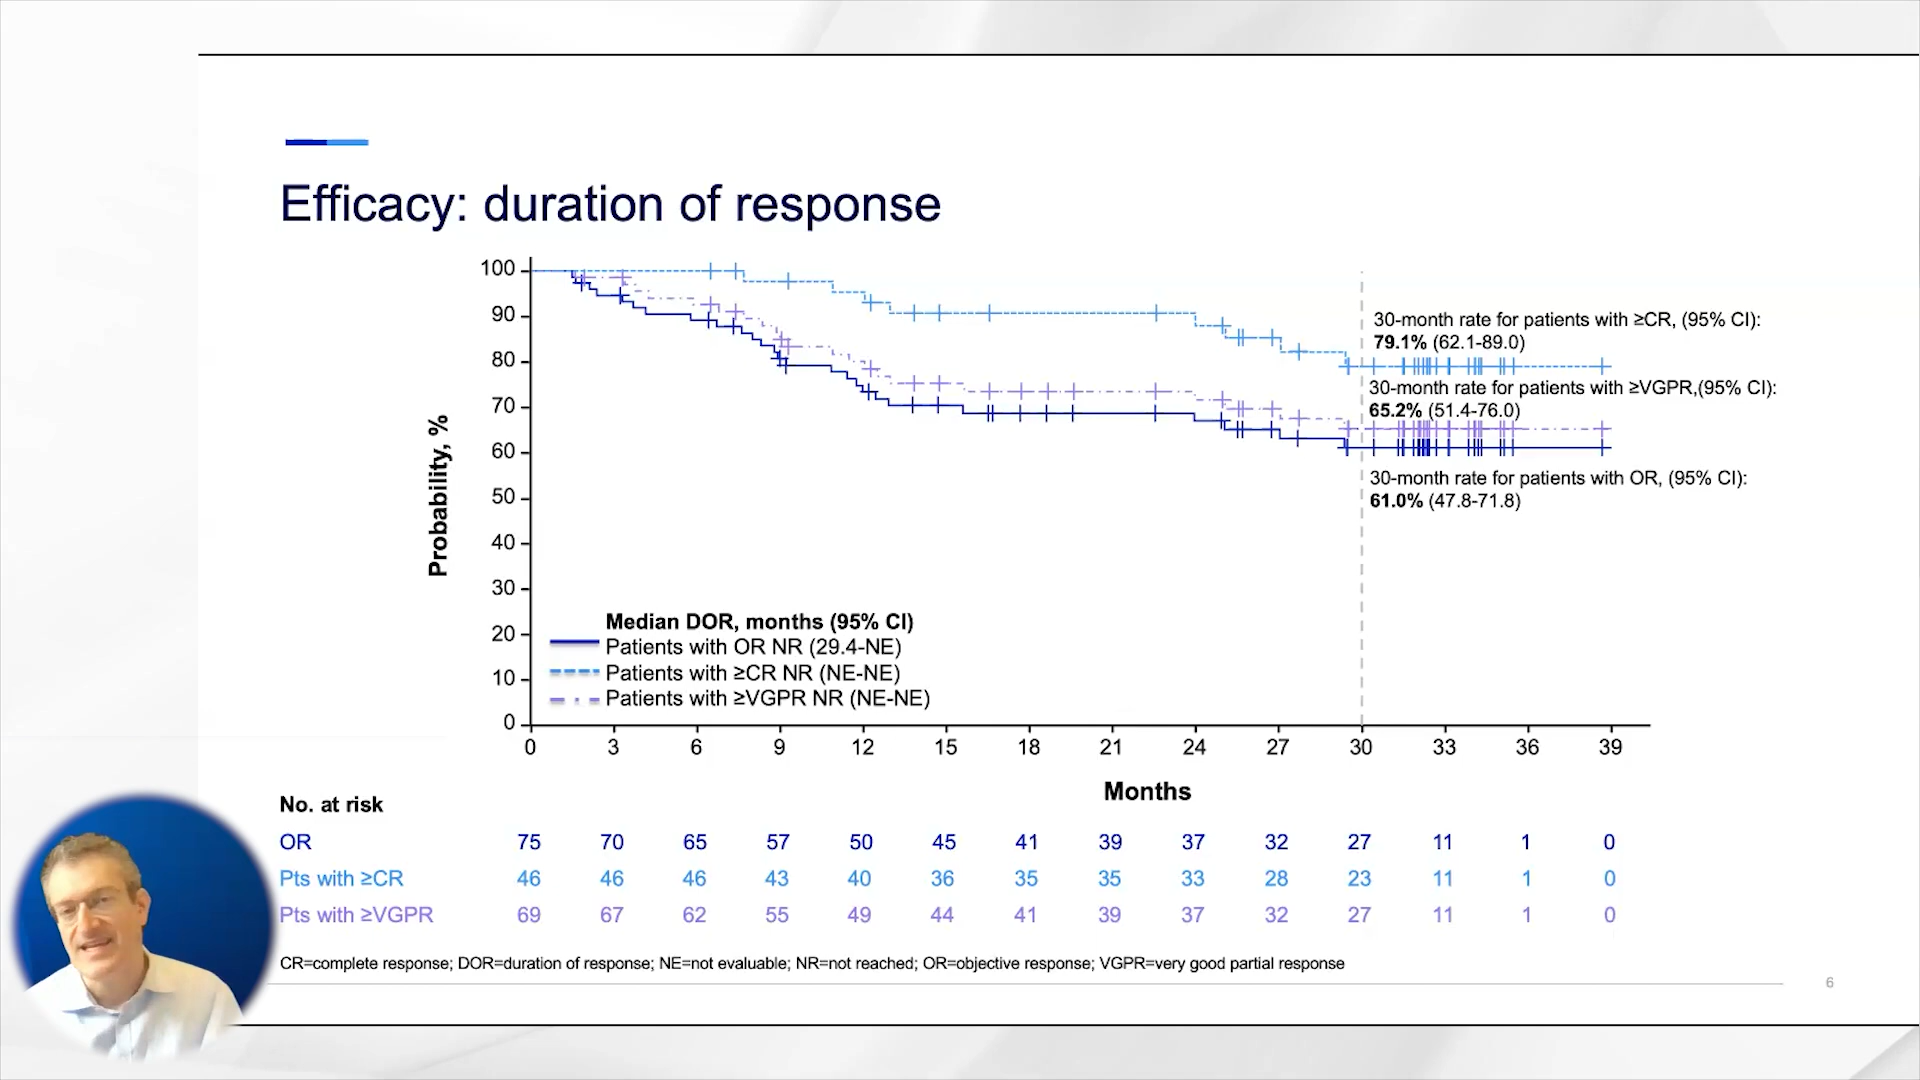 Efficacy: duration of response
100
90
80
70
60
50
40
30
20
10
0
Probability, %
30-month rate for patients with ≥CR, (95% CI):
79.1% (62.1-89.0)
30-month rate for patients with ≥VGPR,(95% CI):
65.2% (51.4-76.0)
30-month rate for patients with OR, (95% CI):
61.0% (47.8-71.8)
Median DOR, months (95% CI)
Patients with OR NR (29.4-NE)
Patients with ≥CR NR (NE-NE)
Patients with ≥VGPR NR (NE-NE)
0 3 6 9 12 15 18 21 24 27 30 33 36 39
Months
No. at risk
OR 75 70 65 57 50 45 41 39 37 32 27 11 1 0
Pts with ≥CR 46 46 46 43 40 36 35 35 33 28 23 11 1 0
Pts with ≥VGPR 69 67 62 55 49 44 41 39 37 32 27 11 1 0
CR=complete response; DOR=duration of response; NE=not evaluable; NR=not reached; OR=objective response; VGPR=very good partial response
6